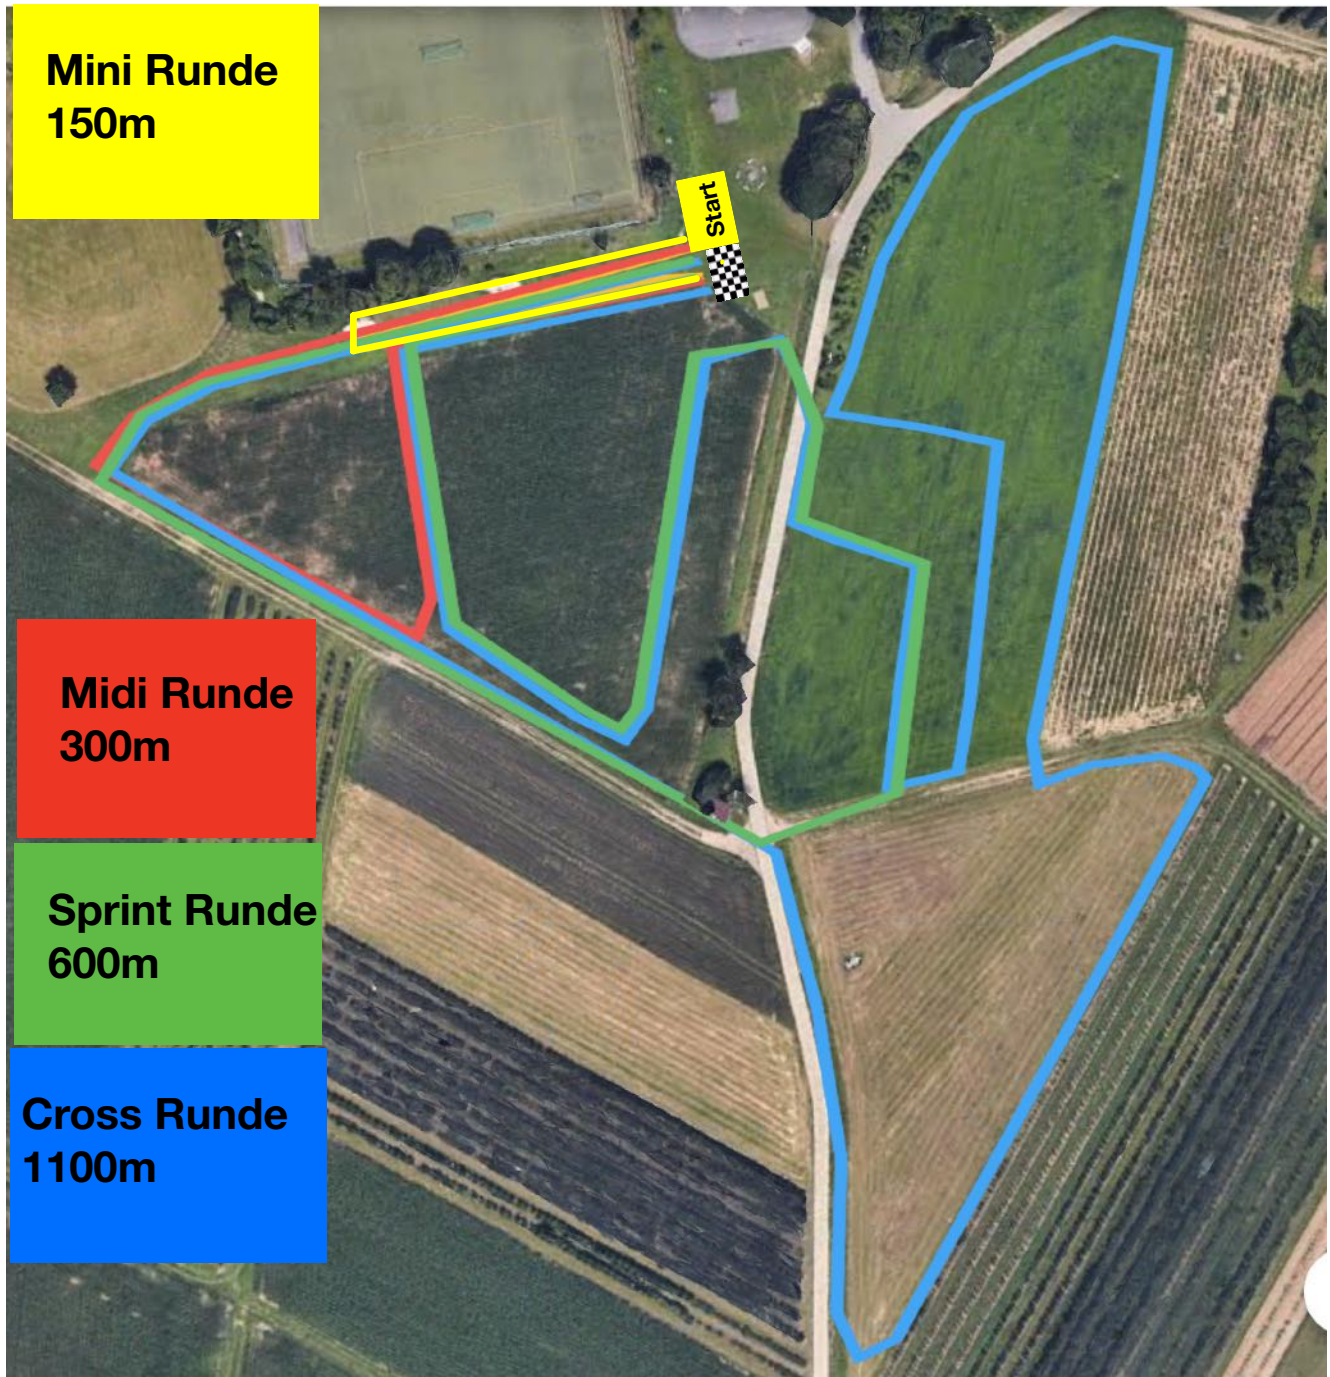 Mini Runde
150m
Start
Midi Runde
300m
Sprint Runde
600m
Cross Runde
1100m